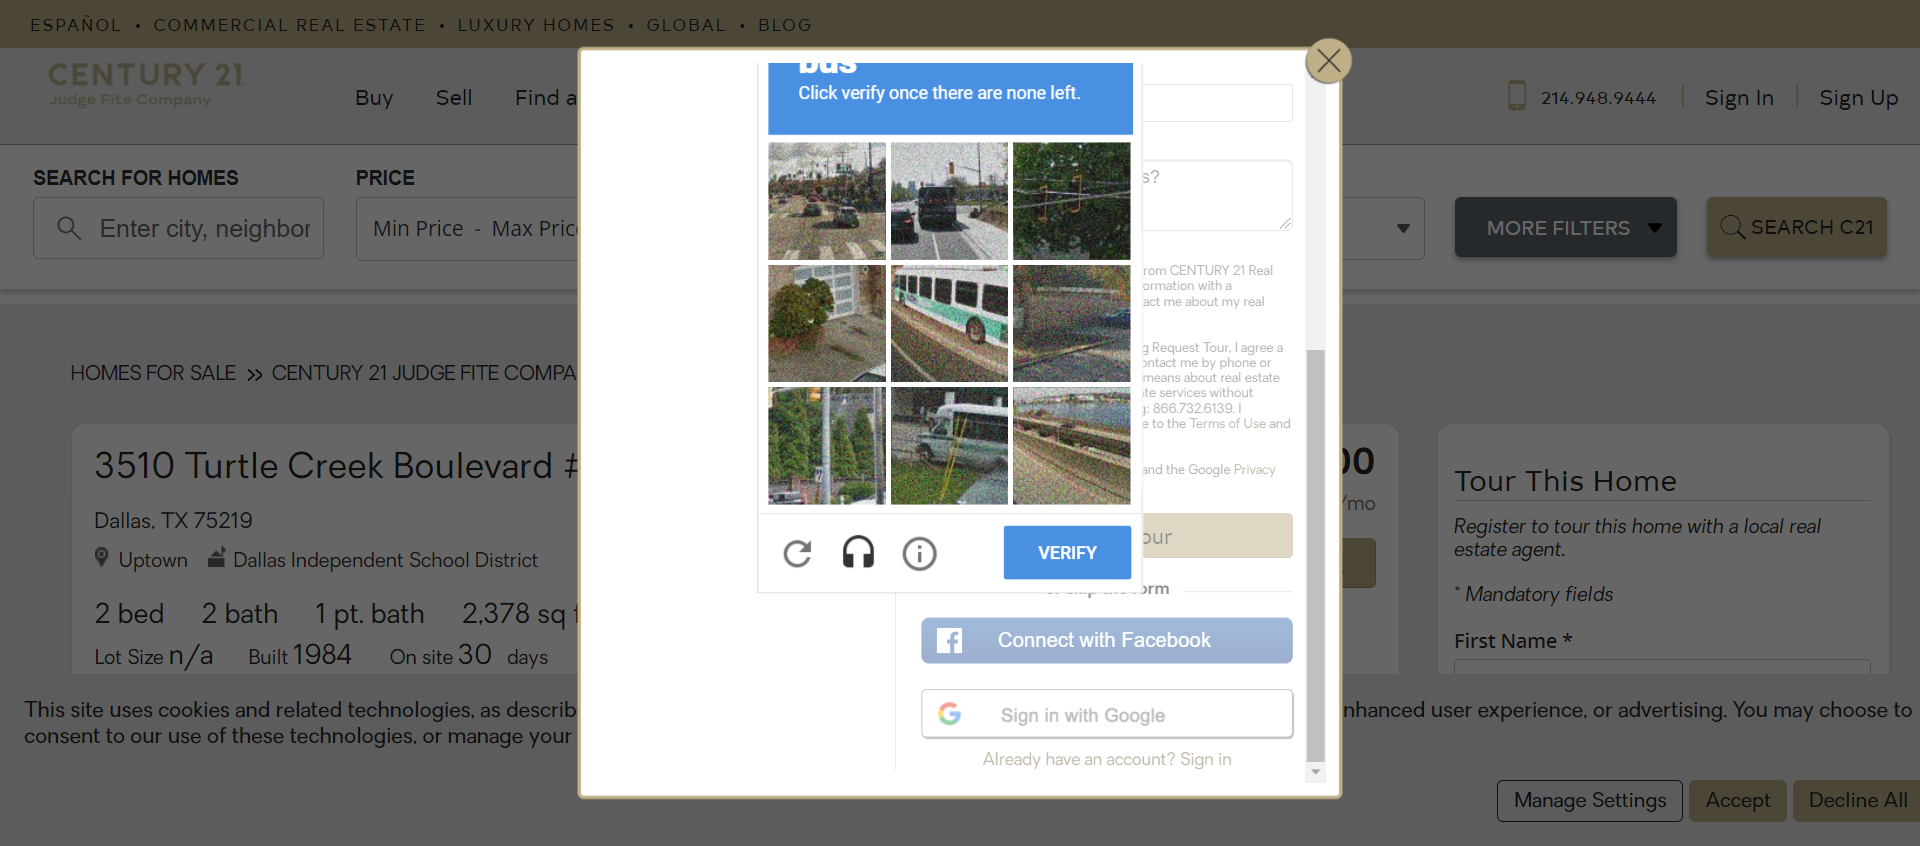 ESPAÑOL • COMMERCIAL REAL ESTATE • LUXURY HOMES • GLOBAL • BLOG
CENTURY 21
Judge Fite Company
Buy Sell Find a
214.948.9444 Sign In Sign Up
SEARCH FOR HOMES
Enter city, neighbor
PRICE
Min Price - Max Pric
MORE FILTERS
SEARCH C21
HOMES FOR SALE » CENTURY 21 JUDGE FITE COMPA
3510 Turtle Creek Boulevard #
Dallas, TX 75219
Uptown Dallas Independent School District
2 bed 2 bath 1 pt. bath 2,378 sq f
Lot Size n/a Built 1984 On site 30 days
bus
Click verify once there are none left.
VERIFY
s?
rom CENTURY 21 Real
ormation with a
act me about my real
g Request Tour, I agree a
ontact me by phone or
means about real estate
te services without
: 866.732.6139. I
e to the Terms of Use and
and the Google Privacy
our
or skip the form
Connect with Facebook
Sign in with Google
Already have an account? Sign in
00
/mo
Tour This Home
Register to tour this home with a local real
estate agent.
* Mandatory fields
First Name *
This site uses cookies and related technologies, as describe
nhanced user experience, or advertising. You may choose to
consent to our use of these technologies, or manage your
Manage Settings Accept Decline All